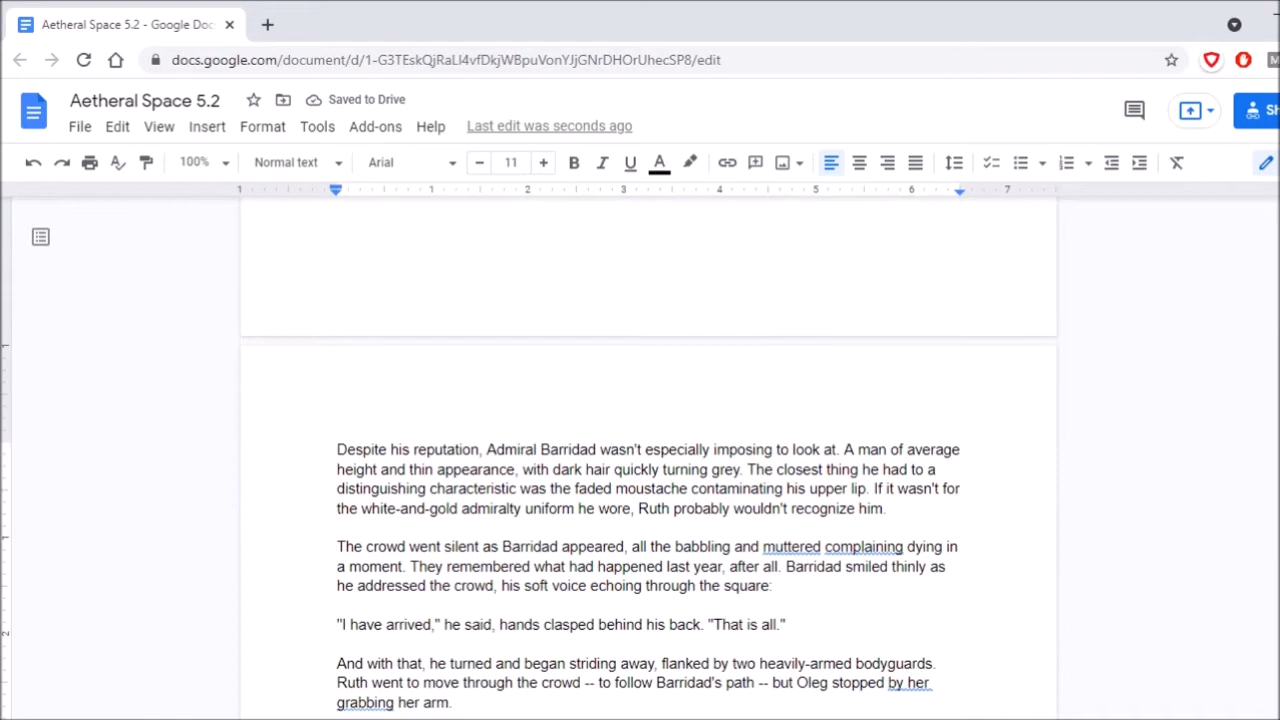 Aetheral Space 5.2 - Google Doc
docs.google.com/document/d/1-G3TEskQjRaLl4vfDkjWBpuVonYJjGNrDHOrUhecSP8/edit
Aetheral Space 5.2
Saved to Drive
File Edit View Insert Format Tools Add-ons Help Last edit was seconds ago
Sh
100% Normal text Arial 11 B I U A
1 1 2 3 4 5 6 7
Despite his reputation, Admiral Barridad wasn't especially imposing to look at. A man of average
height and thin appearance, with dark hair quickly turning grey. The closest thing he had to a
distinguishing characteristic was the faded moustache contaminating his upper lip. If it wasn't for
the white-and-gold admiralty uniform he wore, Ruth probably wouldn't recognize him.
The crowd went silent as Barridad appeared, all the babbling and muttered complaining dying in
a moment. They remembered what had happened last year, after all. Barridad smiled thinly as
he addressed the crowd, his soft voice echoing through the square:
"I have arrived," he said, hands clasped behind his back. "That is all."
And with that, he turned and began striding away, flanked by two heavily-armed bodyguards.
Ruth went to move through the crowd -- to follow Barridad's path -- but Oleg stopped by her
grabbing her arm.